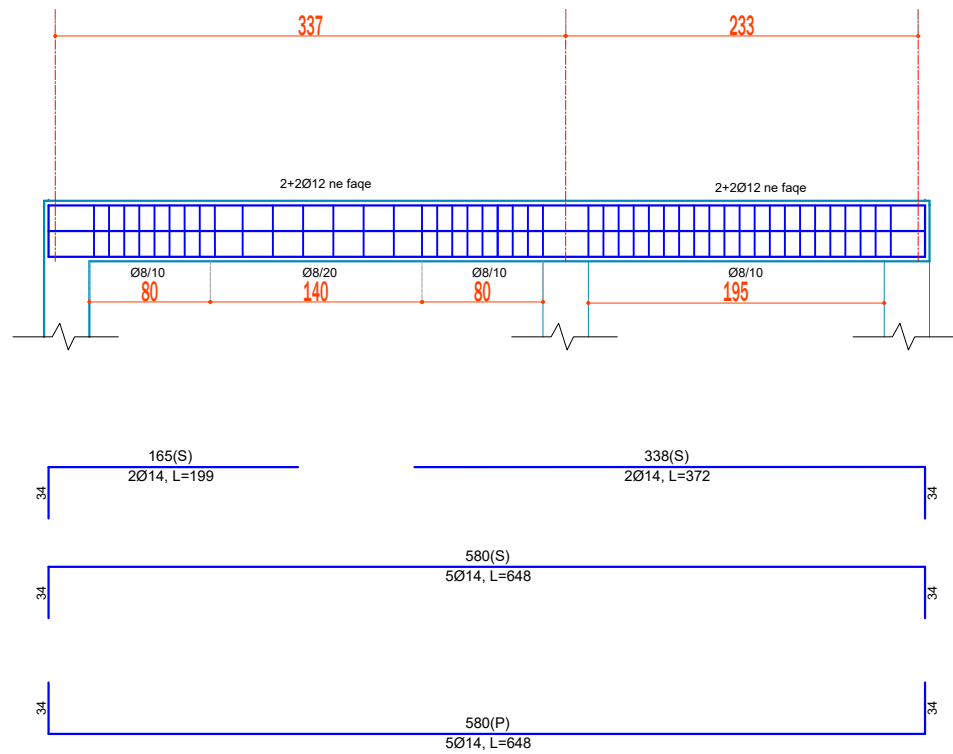 337
233
2+2Ø12 ne faqe
2+2Ø12 ne faqe
Ø8/10
Ø8/20
Ø8/10
Ø8/10
80
140
80
195
165(S)
338(S)
34
2Ø14, L=199
2Ø14, L=372
34
580(S)
34
5Ø14, L=648
34
34
580(P)
34
5Ø14, L=648